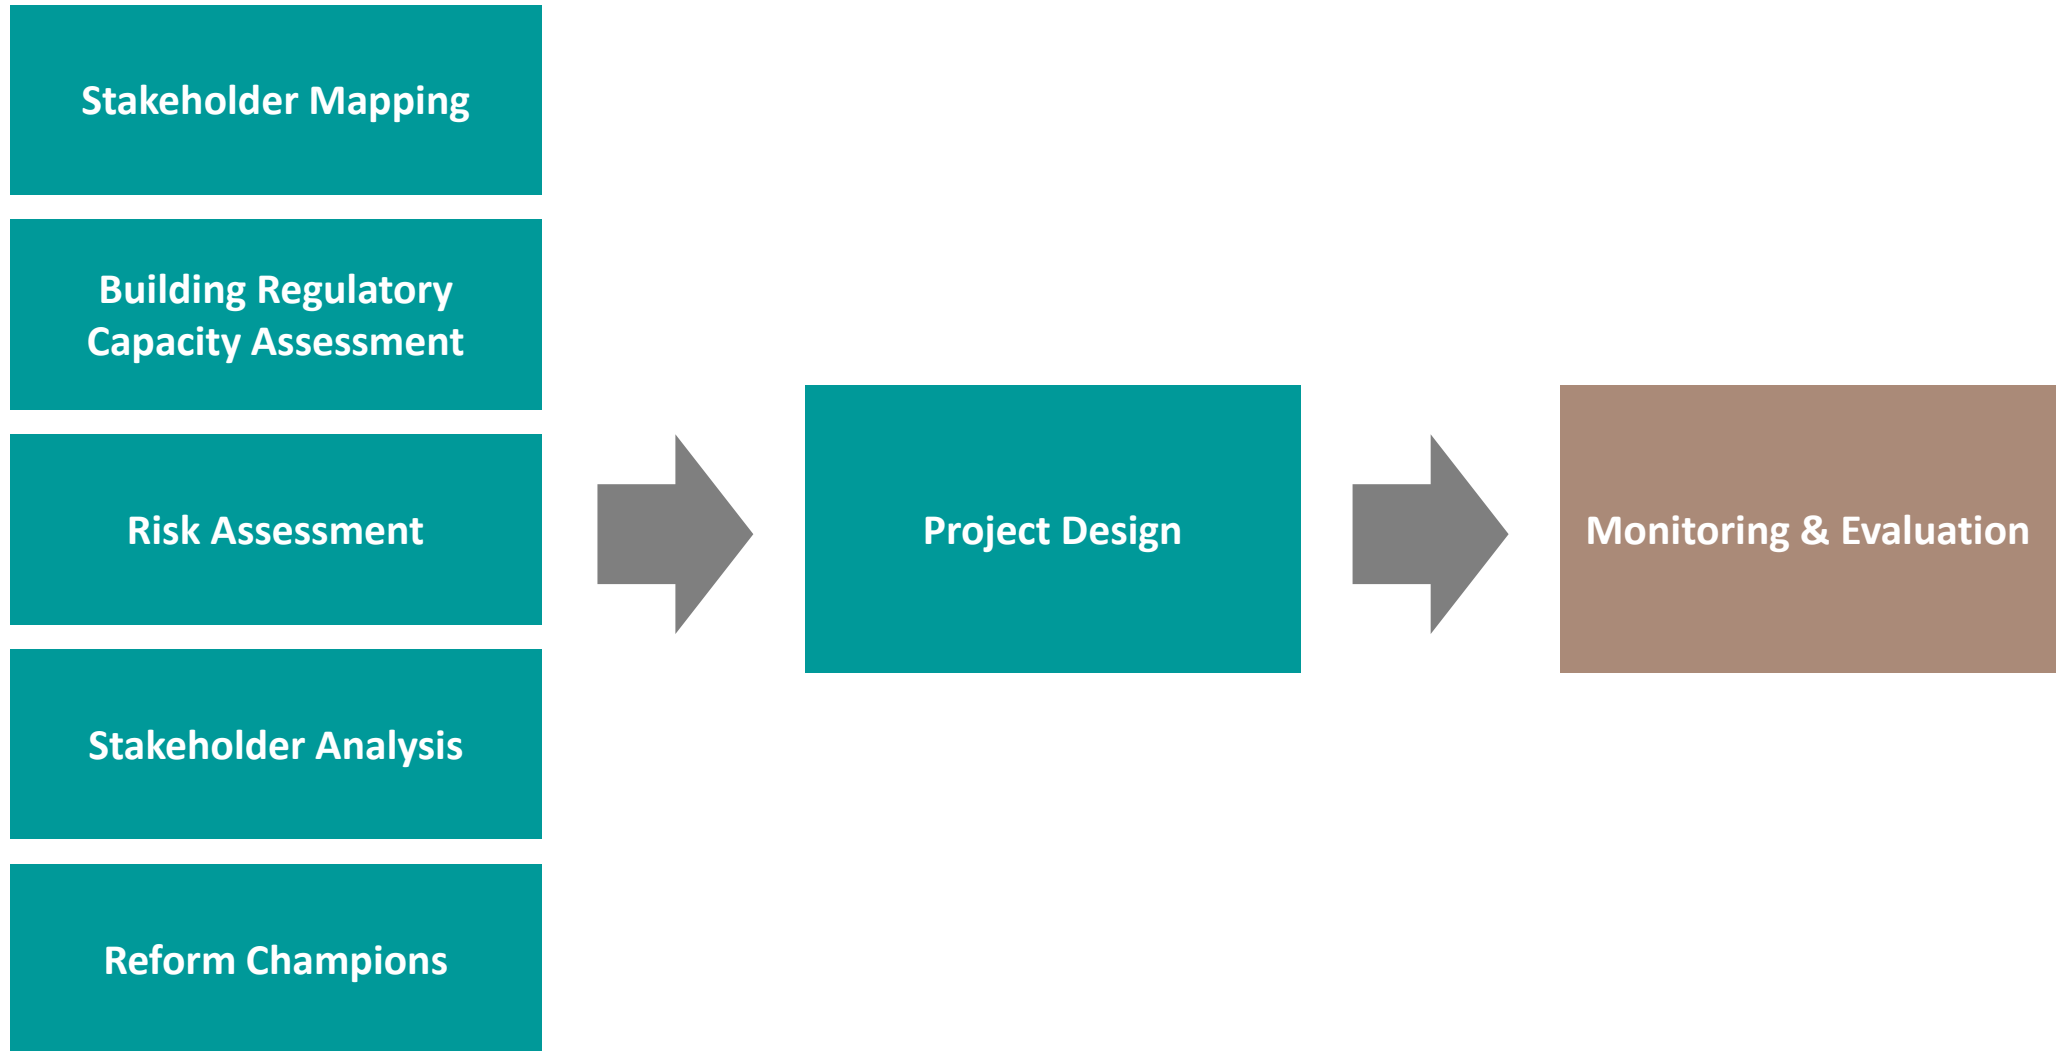 Stakeholder Mapping
Building Regulatory
Capacity Assessment
Risk Assessment
Stakeholder Analysis
Reform Champions
Project Design
Monitoring & Evaluation